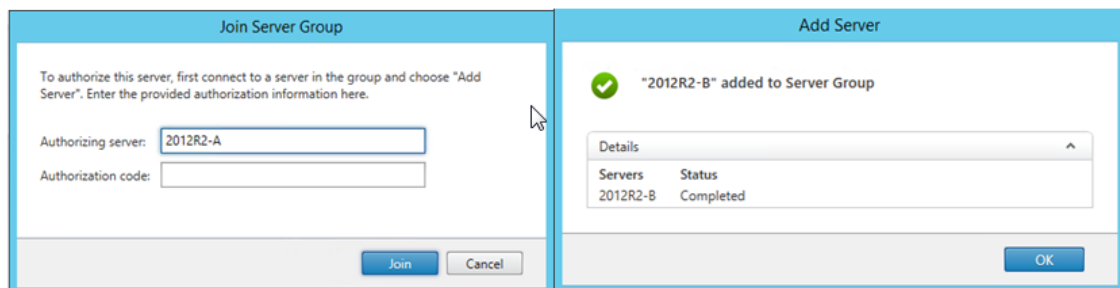 Join Server Group
To authorize this server, first connect to a server in the group and choose "Add
Server". Enter the provided authorization information here.
Authorizing server: 2012R2-A
Authorization code:
Join Cancel
Add Server
"2012R2-B" added to Server Group
Details
Servers Status
2012R2-B Completed
OK